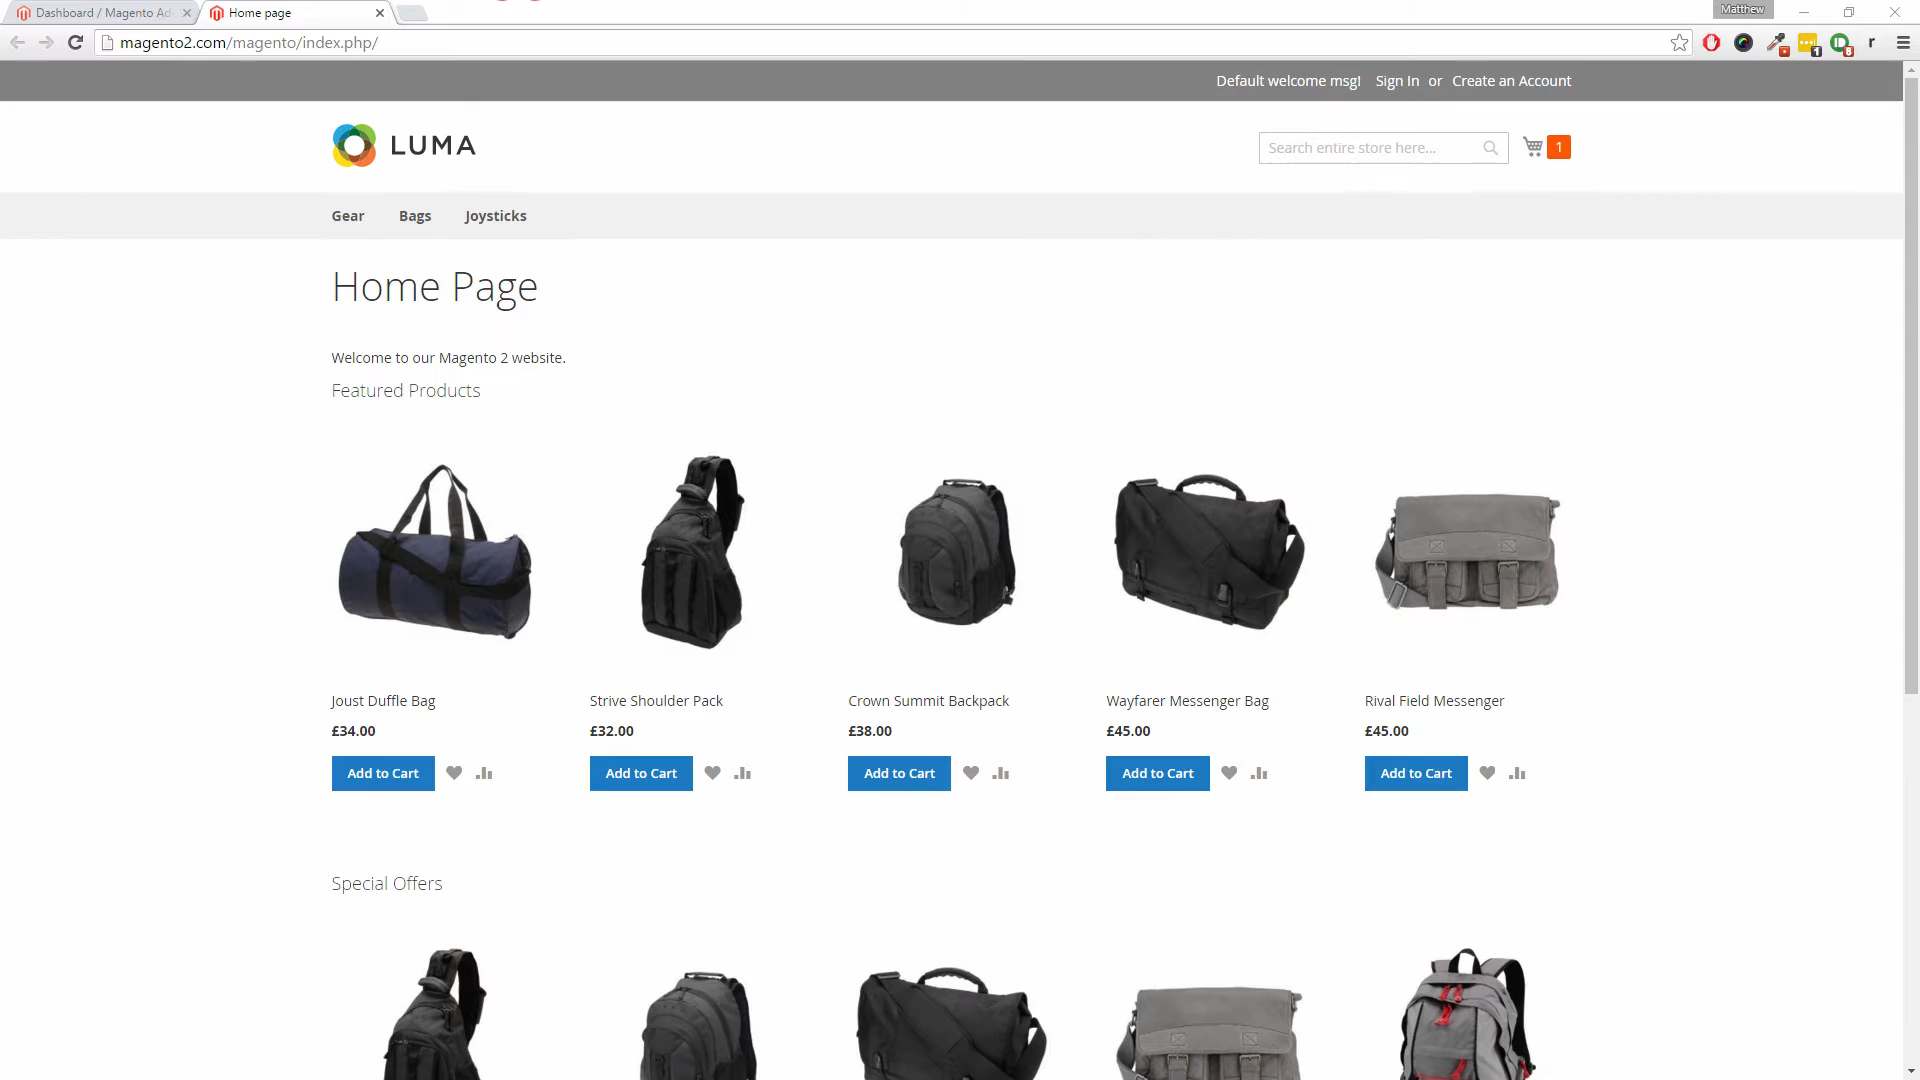 Dashboard / Magento Ad
Home page
Matthew
magento2.com/magento/index.php/
1
8
r
Default welcome msg! Sign In or Create an Account
LUMA
Search entire store here...
1
Gear Bags Joysticks
Home Page
Welcome to our Magento 2 website.
Featured Products
Joust Duffle Bag Strive Shoulder Pack Crown Summit Backpack Wayfarer Messenger Bag Rival Field Messenger
£34.00 £32.00 £38.00 £45.00 £45.00
Add to Cart Add to Cart Add to Cart Add to Cart Add to Cart
Special Offers